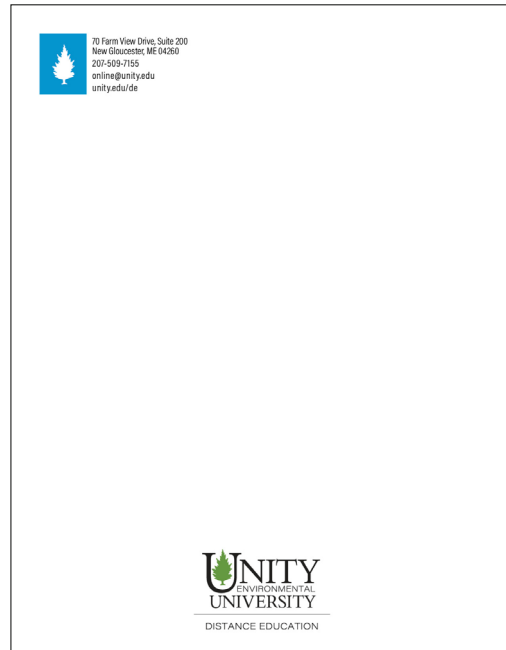 70 Farm View Drive, Suite 200
New Gloucester, ME 04260
207-509-7155
online@unity.edu
unity.edu/de
UNITY
ENVIRONMENTAL
UNIVERSITY
DISTANCE EDUCATION